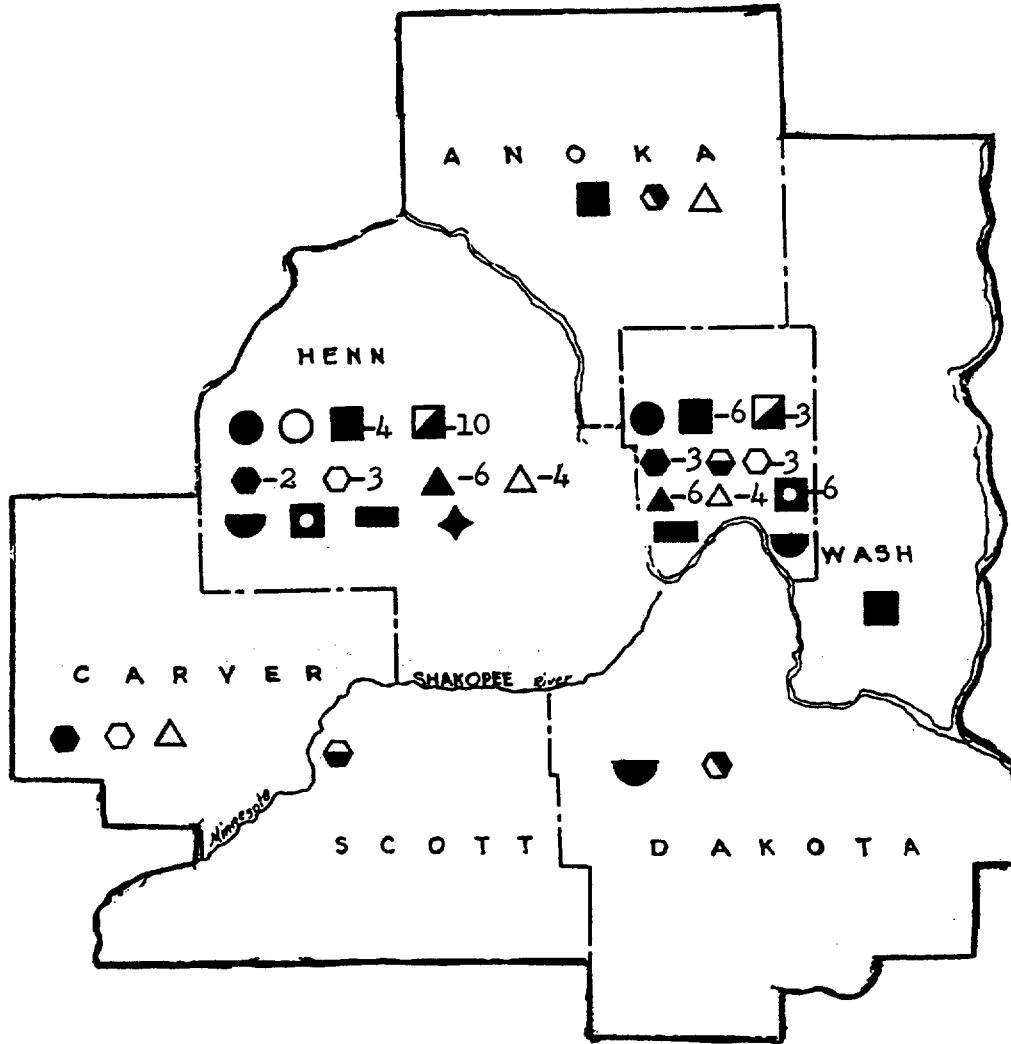 A N O K A
HENN
-4 -10
-6 -3
-2 -3 -6 -4
-3 -3
-6 -4 -6
WASH
C A R V E R
SHAKOPEE River
Minnesota
S C O T T
D A K O T A